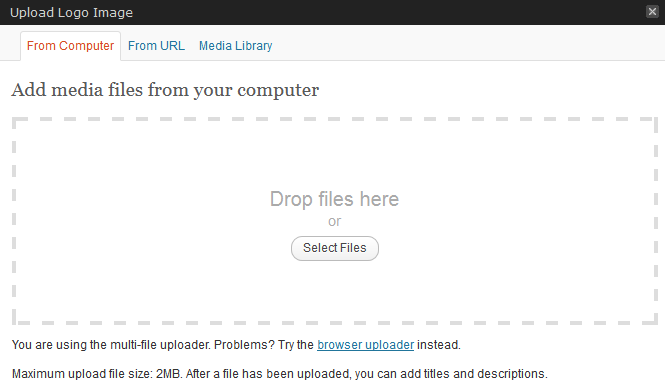 Upload Logo Image
From Computer From URL Media Library
Add media files from your computer
Drop files here
or
Select Files
You are using the multi-file uploader. Problems? Try the browser uploader instead.
Maximum upload file size: 2MB. After a file has been uploaded, you can add titles and descriptions.